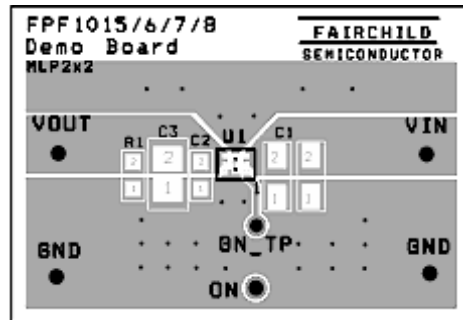 FPF1015/6/7/8
Demo Board
MLP2x2
FAIRCHILD
SEMICONDUCTOR
VOUT
R1
C3
C2
U1
C1
VIN
2
2
2
2
2
1
1
1
1
1
1
GND
ON_TP
GND
ON